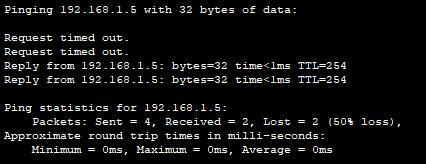 Pinging 192.168.1.5 with 32 bytes of data:
Request timed out.
Request timed out.
Reply from 192.168.1.5: bytes=32 time<1ms TTL=254
Reply from 192.168.1.5: bytes=32 time<1ms TTL=254
Ping statistics for 192.168.1.5:
Packets: Sent = 4, Received = 2, Lost = 2 (50% loss),
Approximate round trip times in milli-seconds:
Minimum = 0ms, Maximum = 0ms, Average = 0ms